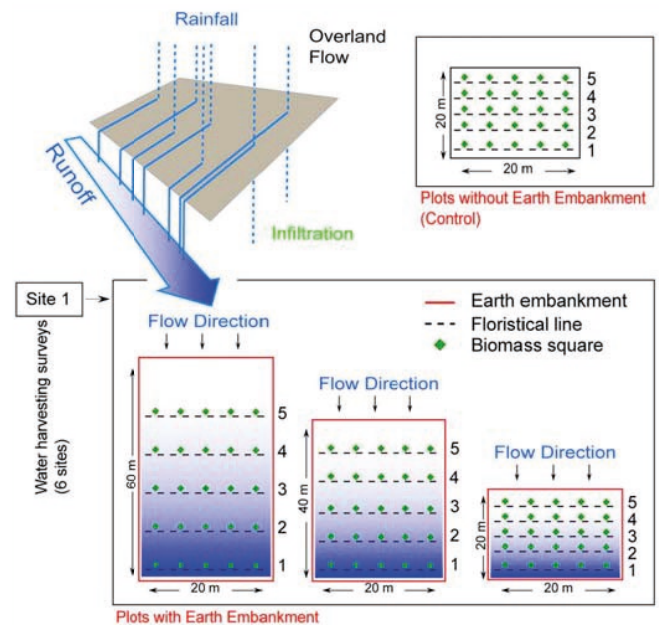 Rainfall
Overland
Flow
Runoff
Infiltration
5
4
3
2
1
20 m
20 m
Plots without Earth Embankment
(Control)
Site 1
Water harvesting surveys
(6 sites)
Earth embankment
Floristical line
Biomass square
Flow Direction
5
4
3
2
1
60 m
20 m
Flow Direction
5
4
3
2
1
40 m
20 m
Flow Direction
5
4
3
2
1
20 m
20 m
Plots with Earth Embankment